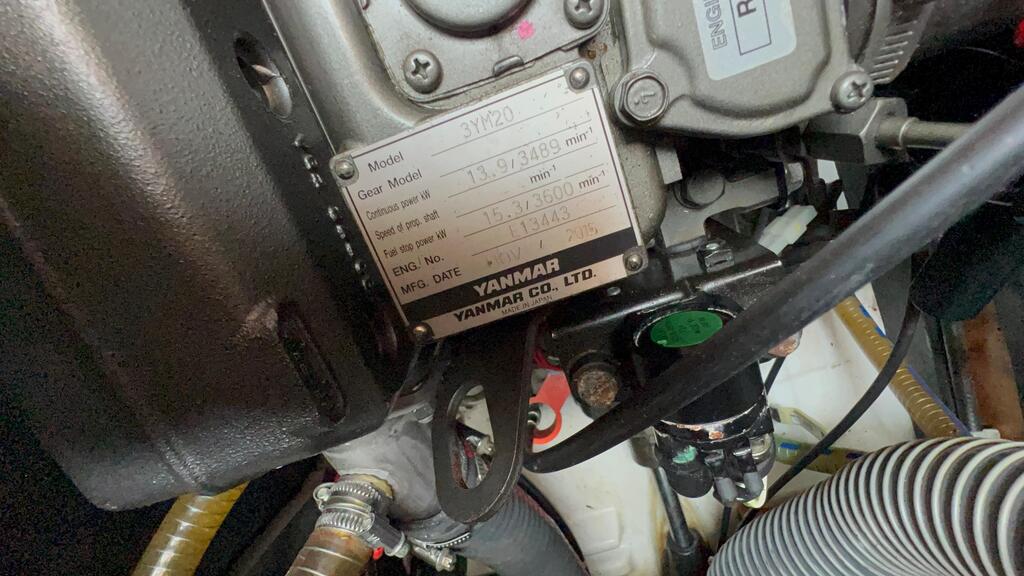 ENGI
R
Model 3YM20
Gear Model
Continuous power kW 13.9/3489 min⁻¹
Speed of prop. shaft min⁻¹
Fuel stop power kW 15.3/3600 min⁻¹
ENG. No. E13443
MFG. DATE NOV / 2015
YANMAR
YANMAR CO., LTD.
MADE IN JAPAN